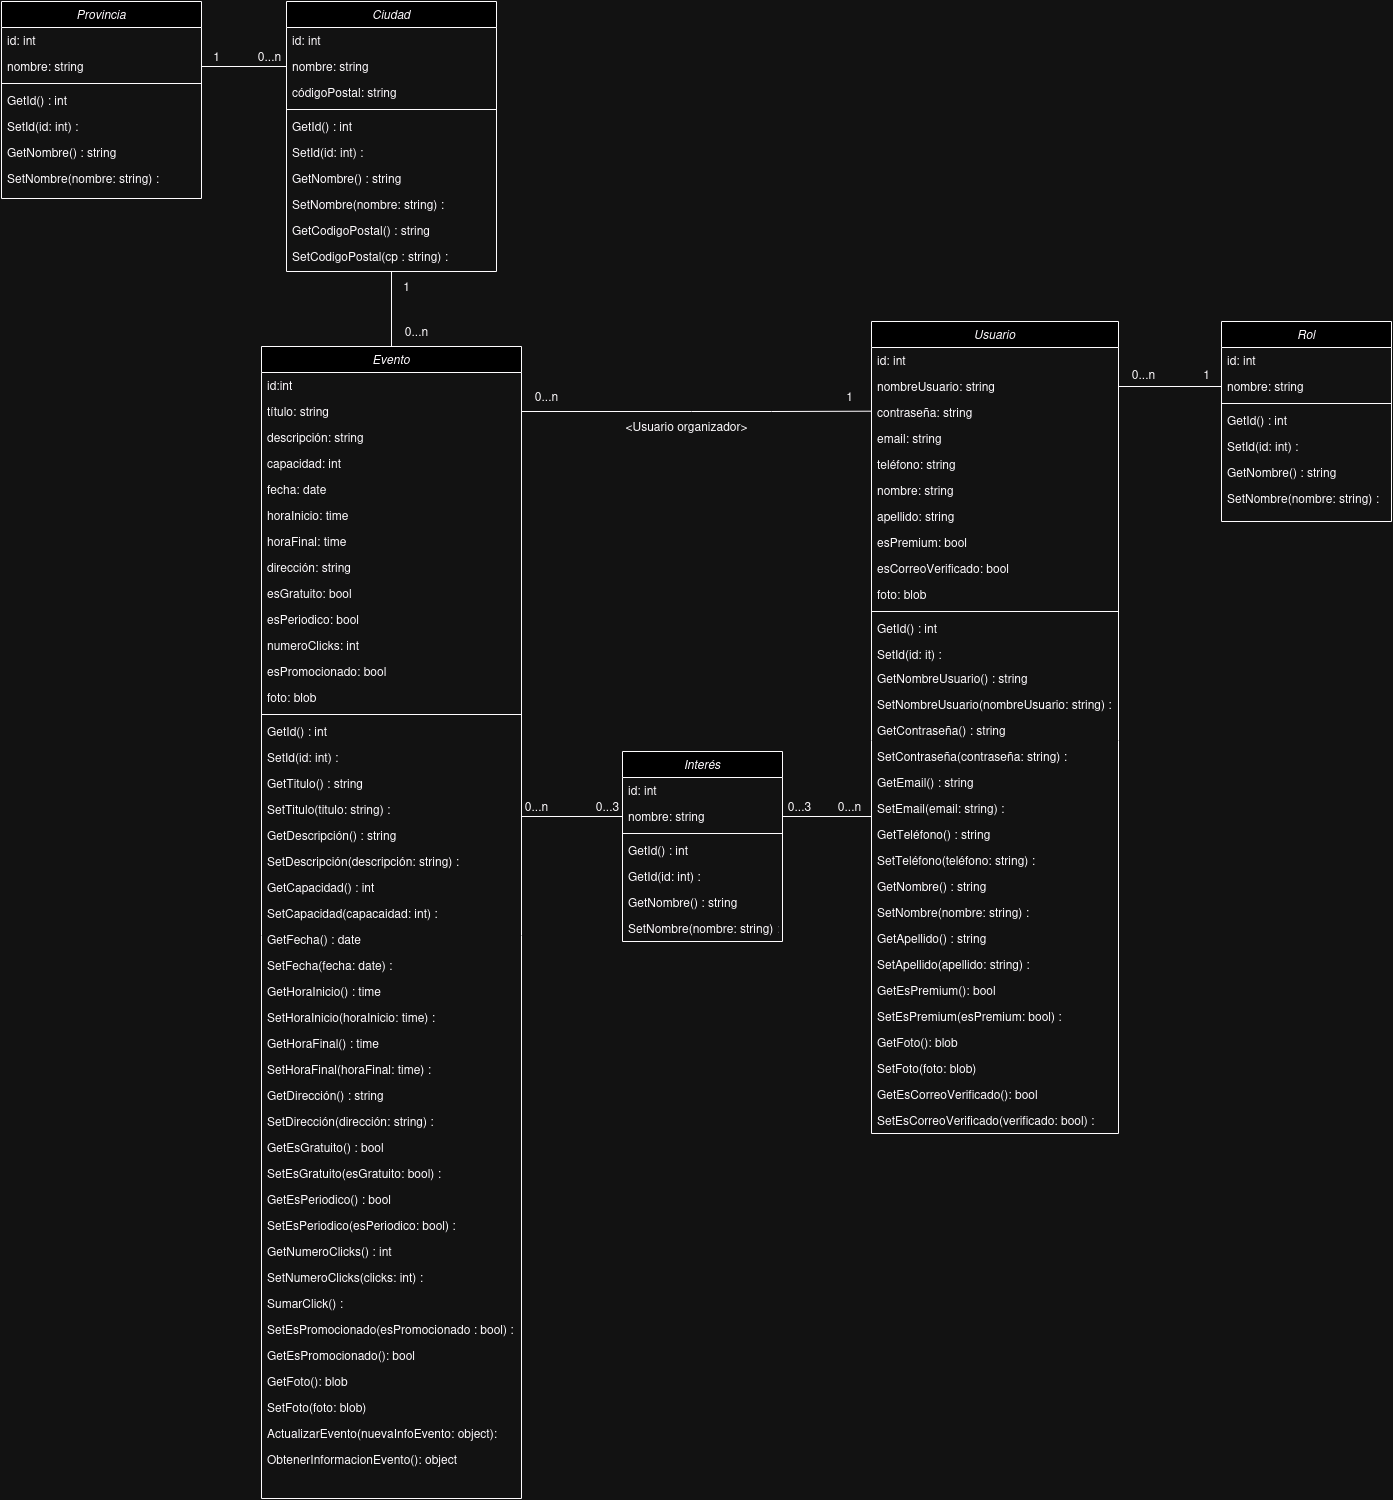 Provincia
id: int
nombre: string
GetId() : int
SetId(id: int) :
GetNombre() : string
SetNombre(nombre: string) :
1
0...n
Ciudad
id: int
nombre: string
códigoPostal: string
GetId() : int
SetId(id: int) :
GetNombre() : string
SetNombre(nombre: string) :
GetCodigoPostal() : string
SetCodigoPostal(cp : string) :
1
0...n
Evento
id:int
título: string
descripción: string
capacidad: int
fecha: date
horaInicio: time
horaFinal: time
dirección: string
esGratuito: bool
esPeriodico: bool
numeroClicks: int
esPromocionado: bool
foto: blob
GetId() : int
SetId(id: int) :
GetTitulo() : string
SetTitulo(titulo: string) :
GetDescripción() : string
SetDescripción(descripción: string) :
GetCapacidad() : int
SetCapacidad(capacaidad: int) :
GetFecha() : date
SetFecha(fecha: date) :
GetHoraInicio() : time
SetHoraInicio(horaInicio: time) :
GetHoraFinal() : time
SetHoraFinal(horaFinal: time) :
GetDirección() : string
SetDirección(dirección: string) :
GetEsGratuito() : bool
SetEsGratuito(esGratuito: bool) :
GetEsPeriodico() : bool
SetEsPeriodico(esPeriodico: bool) :
GetNumeroClicks() : int
SetNumeroClicks(clicks: int) :
SumarClick() :
SetEsPromocionado(esPromocionado : bool) :
GetEsPromocionado(): bool
GetFoto(): blob
SetFoto(foto: blob)
ActualizarEvento(nuevaInfoEvento: object):
ObtenerInformacionEvento(): object
0...n
1
<Usuario organizador>
0...n
0...3
Interés
id: int
nombre: string
GetId() : int
GetId(id: int) :
GetNombre() : string
SetNombre(nombre: string) :
0...3
0...n
Usuario
id: int
nombreUsuario: string
contraseña: string
email: string
teléfono: string
nombre: string
apellido: string
esPremium: bool
esCorreoVerificado: bool
foto: blob
GetId() : int
SetId(id: it) :
GetNombreUsuario() : string
SetNombreUsuario(nombreUsuario: string) :
GetContraseña() : string
SetContraseña(contraseña: string) :
GetEmail() : string
SetEmail(email: string) :
GetTeléfono() : string
SetTeléfono(teléfono: string) :
GetNombre() : string
SetNombre(nombre: string) :
GetApellido() : string
SetApellido(apellido: string) :
GetEsPremium(): bool
SetEsPremium(esPremium: bool) :
GetFoto(): blob
SetFoto(foto: blob)
GetEsCorreoVerificado(): bool
SetEsCorreoVerificado(verificado: bool) :
0...n
1
Rol
id: int
nombre: string
GetId() : int
SetId(id: int) :
GetNombre() : string
SetNombre(nombre: string) :